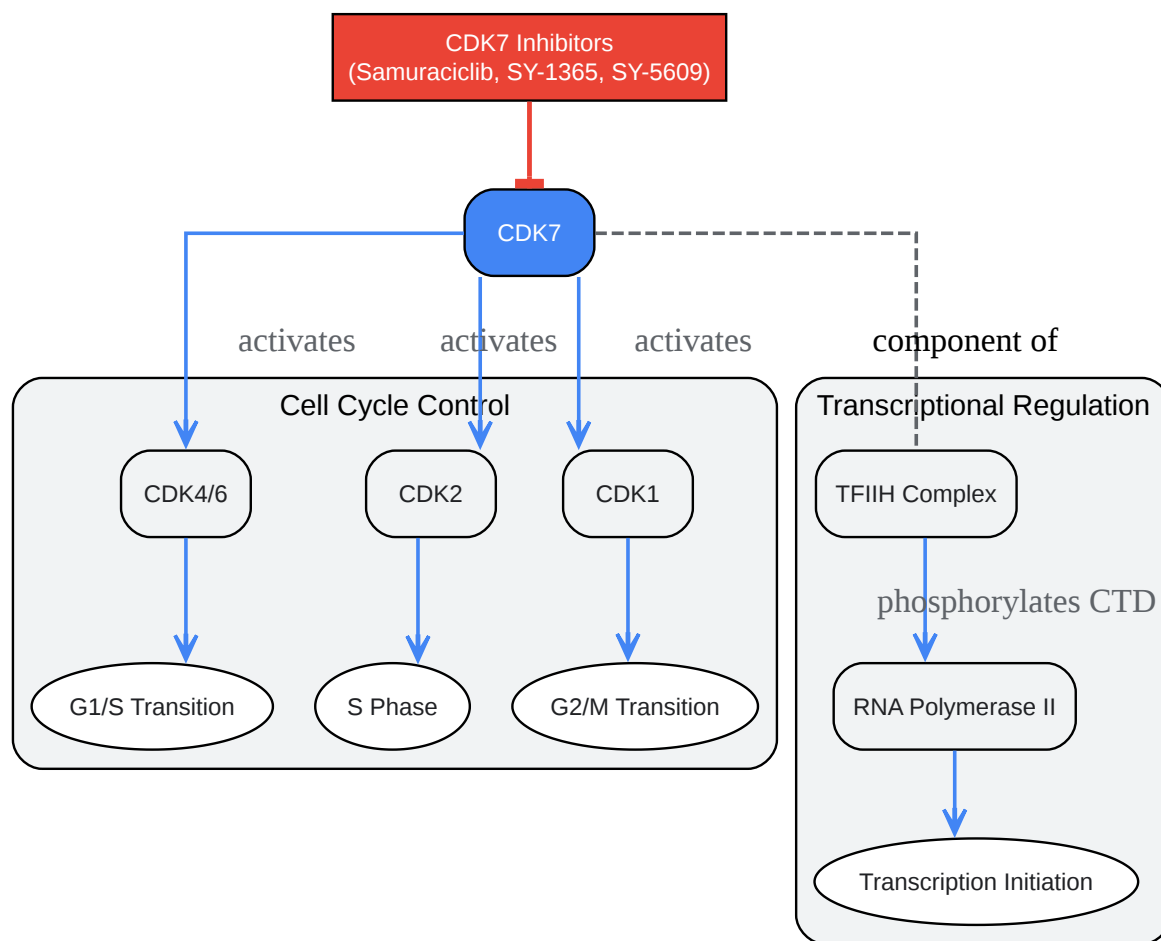 CDK7 Inhibitors
(Samuraciclib, SY-1365, SY-5609)
CDK7
activates
activates
activates
component of
Cell Cycle Control
Transcriptional Regulation
CDK4/6
CDK2
CDK1
TFIIH Complex
phosphorylates CTD
G1/S Transition
S Phase
G2/M Transition
RNA Polymerase II
Transcription Initiation